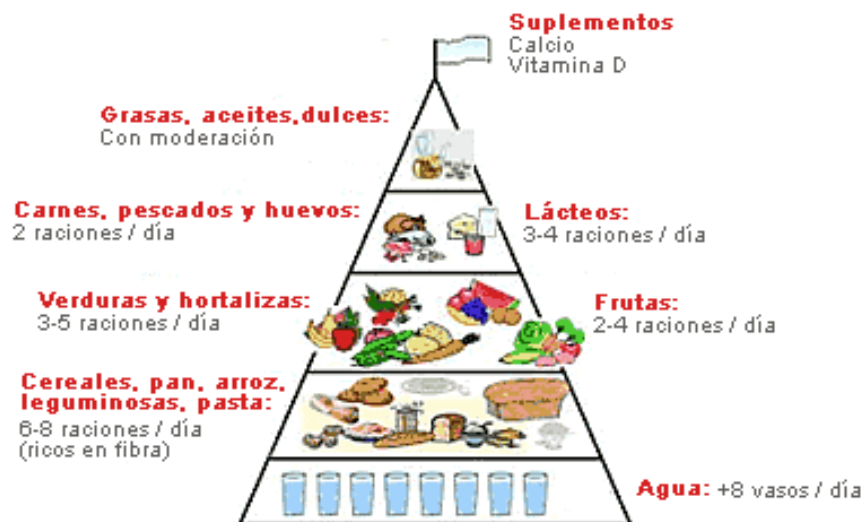 Suplementos
Calcio
Vitamina D
Grasas, aceites,dulces:
Con moderación
Carnes, pescados y huevos:
2 raciones / día
Lácteos:
3-4 raciones / día
Verduras y hortalizas:
3-5 raciones / día
Frutas:
2-4 raciones / día
Cereales, pan, arroz,
leguminosas, pasta:
6-8 raciones / día
(ricos en fibra)
Agua: +8 vasos / día